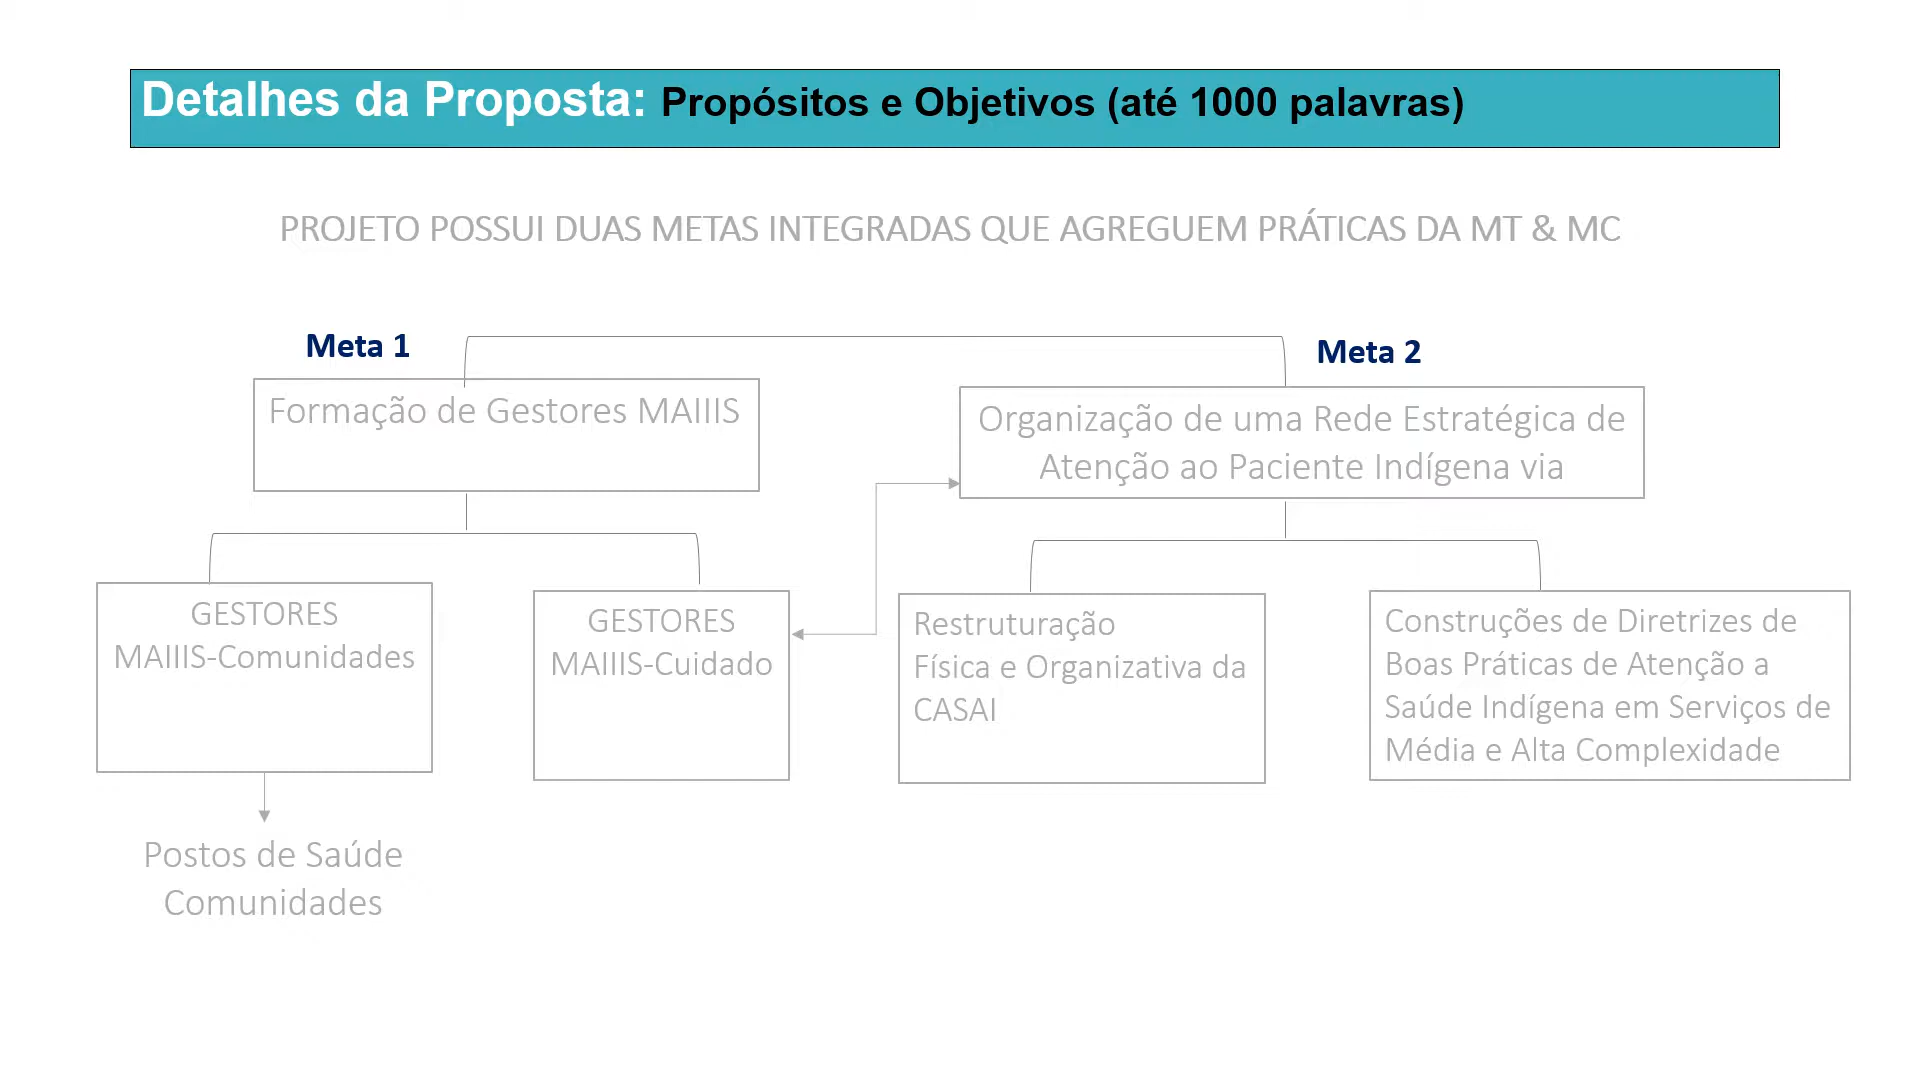 Detalhes da Proposta: Propósitos e Objetivos (até 1000 palavras)
PROJETO POSSUI DUAS METAS INTEGRADAS QUE AGREGUEM PRÁTICAS DA MT & MC
Meta 1
Formação de Gestores MAIIIS
GESTORES
MAIIIS-Comunidades
Postos de Saúde
Comunidades
GESTORES
MAIIIS-Cuidado
Meta 2
Organização de uma Rede Estratégica de
Atenção ao Paciente Indígena via
Restruturação
Física e Organizativa da
CASAI
Construções de Diretrizes de
Boas Práticas de Atenção a
Saúde Indígena em Serviços de
Média e Alta Complexidade